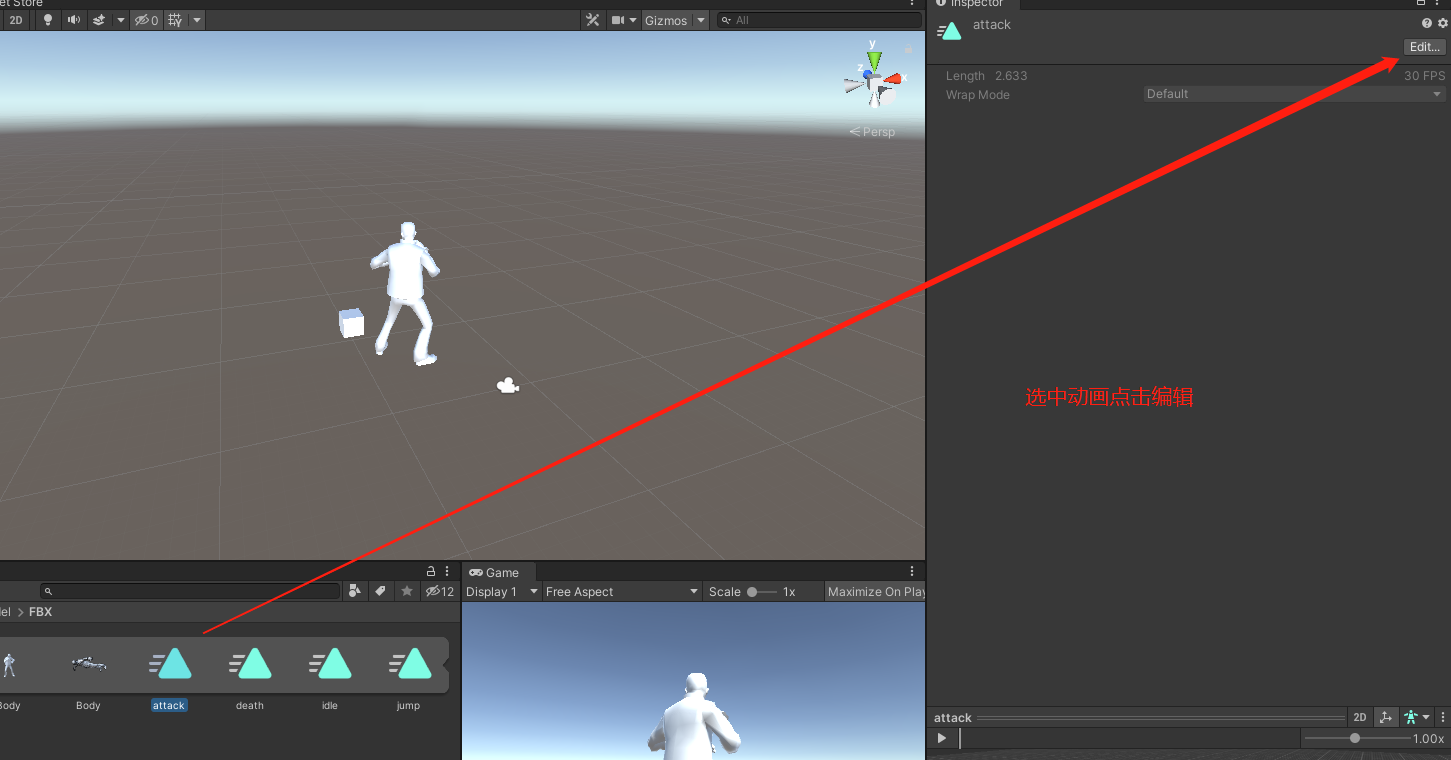 et Store
2D
0
Gizmos
All
y
z
x
Persp
Inspector
attack
Edit...
Length 2.633
30 FPS
Wrap Mode
Default
选中动画点击编辑
12
del > FBX
Body
Body
attack
death
idle
jump
Game
Display 1
Free Aspect
Scale
1x
Maximize On Play
attack
2D
1.00x